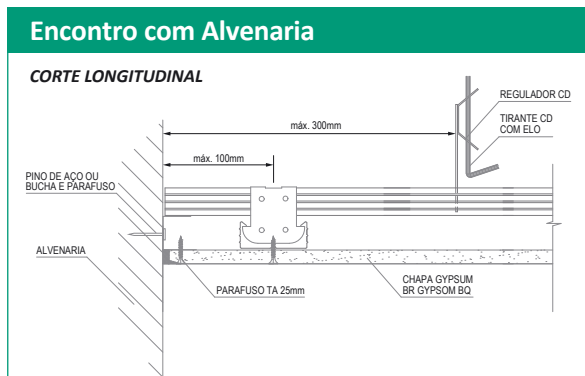 Encontro com Alvenaria
CORTE LONGITUDINAL
REGULADOR CD
TIRANTE CD
COM ELO
máx. 300mm
máx. 100mm
PINO DE AÇO OU
BUCHA E PARAFUSO
ALVENARIA
PARAFUSO TA 25mm
CHAPA GYPSUM
BR GYPSOM BQ